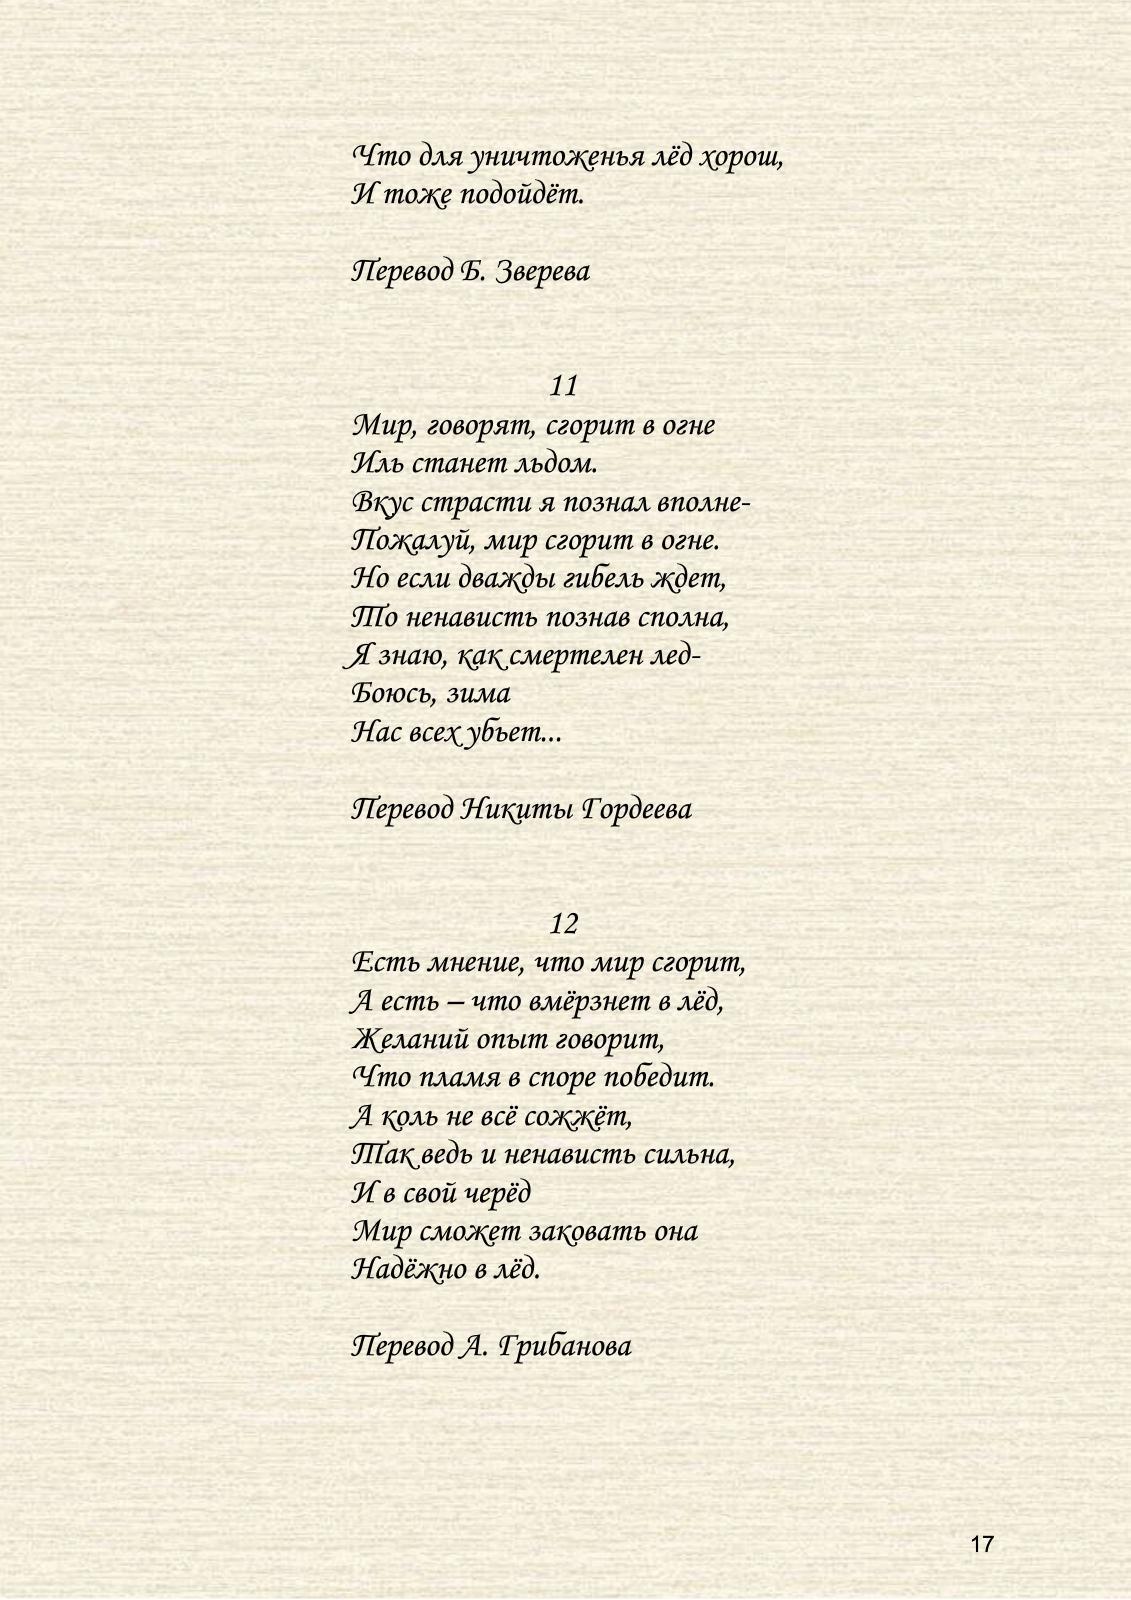 Что для уничтоженья лёд хорош,
И тоже подойдёт.
Перевод Б. Зверева
11
Мир, говорят, сгорит в огне
Иль станет льдом.
Вкус страсти я познал вполне-
Пожалуй, мир сгорит в огне.
Но если дважды гибель ждет,
То ненависть познав сполна,
Я знаю, как смертелен лед-
Боюсь, зима
Нас всех убьет...
Перевод Никиты Гордеева
12
Есть мнение, что мир сгорит,
А есть – что вмёрзнет в лёд,
Желаний опыт говорит,
Что пламя в споре победит.
А коль не всё сожжёт,
Так ведь и ненависть сильна,
И в свой черёд
Мир сможет заковать она
Надёжно в лёд.
Перевод А. Грибанова
17